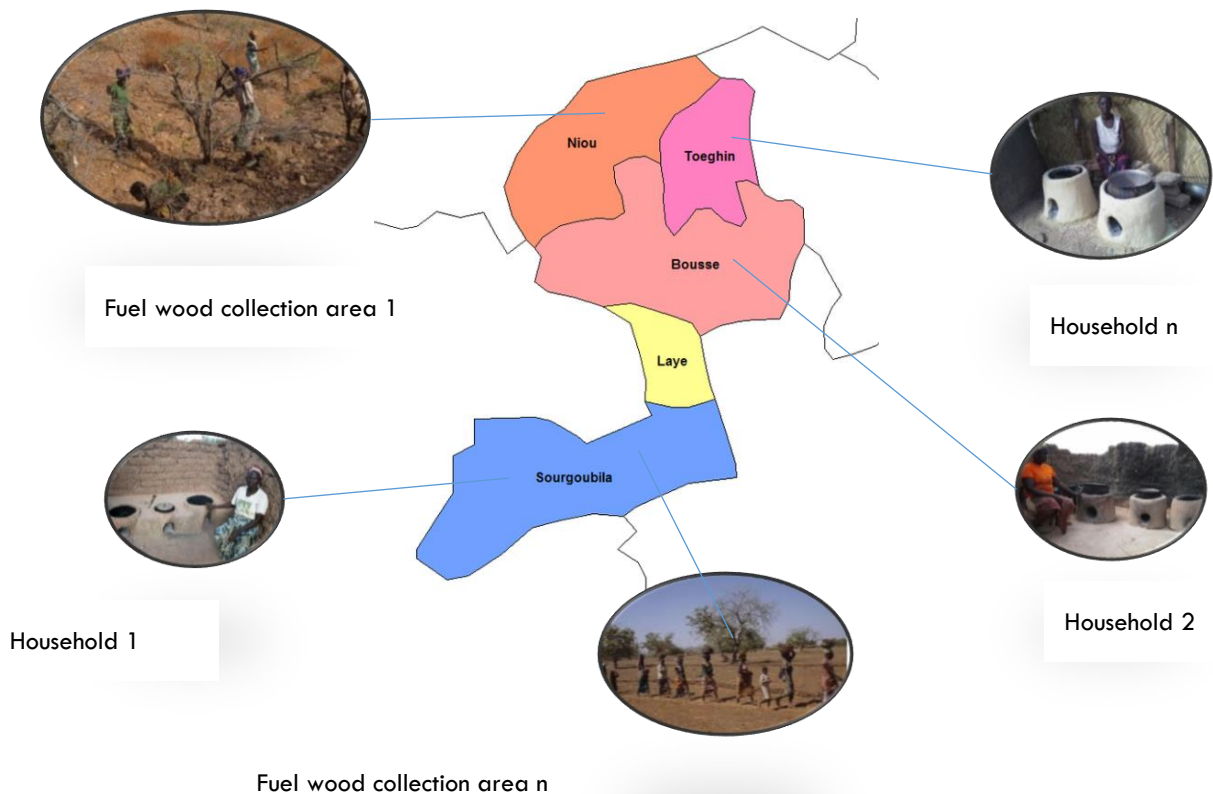 Niou
Toeghin
Fuel wood collection area 1
Bousse
Household n
Laye
Sourgoubila
Household 1
Household 2
Fuel wood collection area n